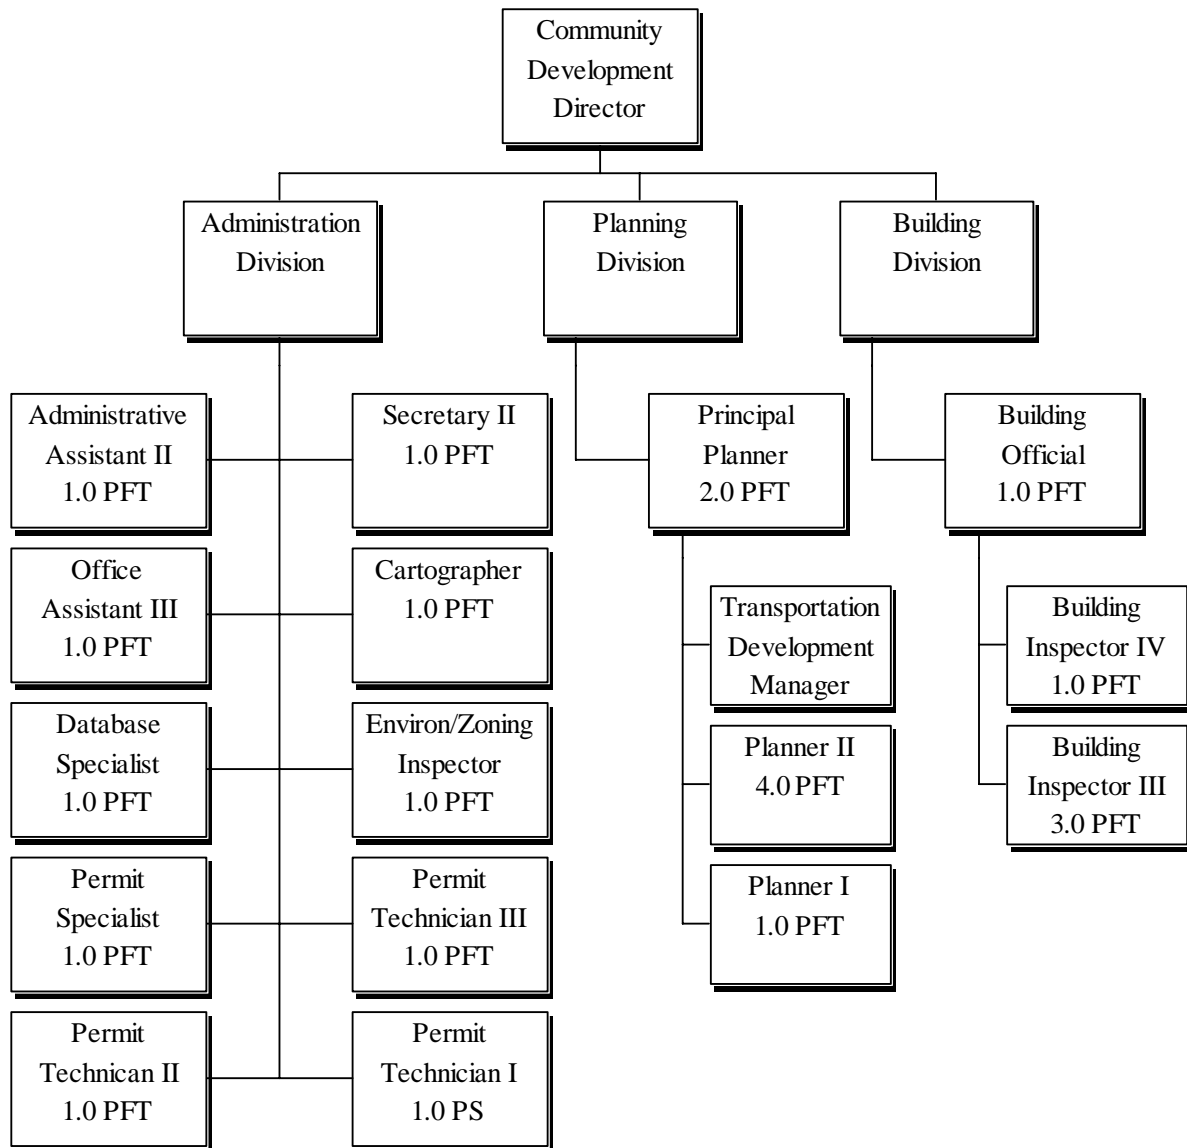 Community
Development
Director
Administration
Division
Planning
Division
Building
Division
Administrative
Assistant II
1.0 PFT
Secretary II
1.0 PFT
Principal
Planner
2.0 PFT
Building
Official
1.0 PFT
Office
Assistant III
1.0 PFT
Cartographer
1.0 PFT
Transportation
Development
Manager
Building
Inspector IV
1.0 PFT
Database
Specialist
1.0 PFT
Environ/Zoning
Inspector
1.0 PFT
Planner II
4.0 PFT
Building
Inspector III
3.0 PFT
Permit
Specialist
1.0 PFT
Permit
Technician III
1.0 PFT
Planner I
1.0 PFT
Permit
Technican II
1.0 PFT
Permit
Technician I
1.0 PS